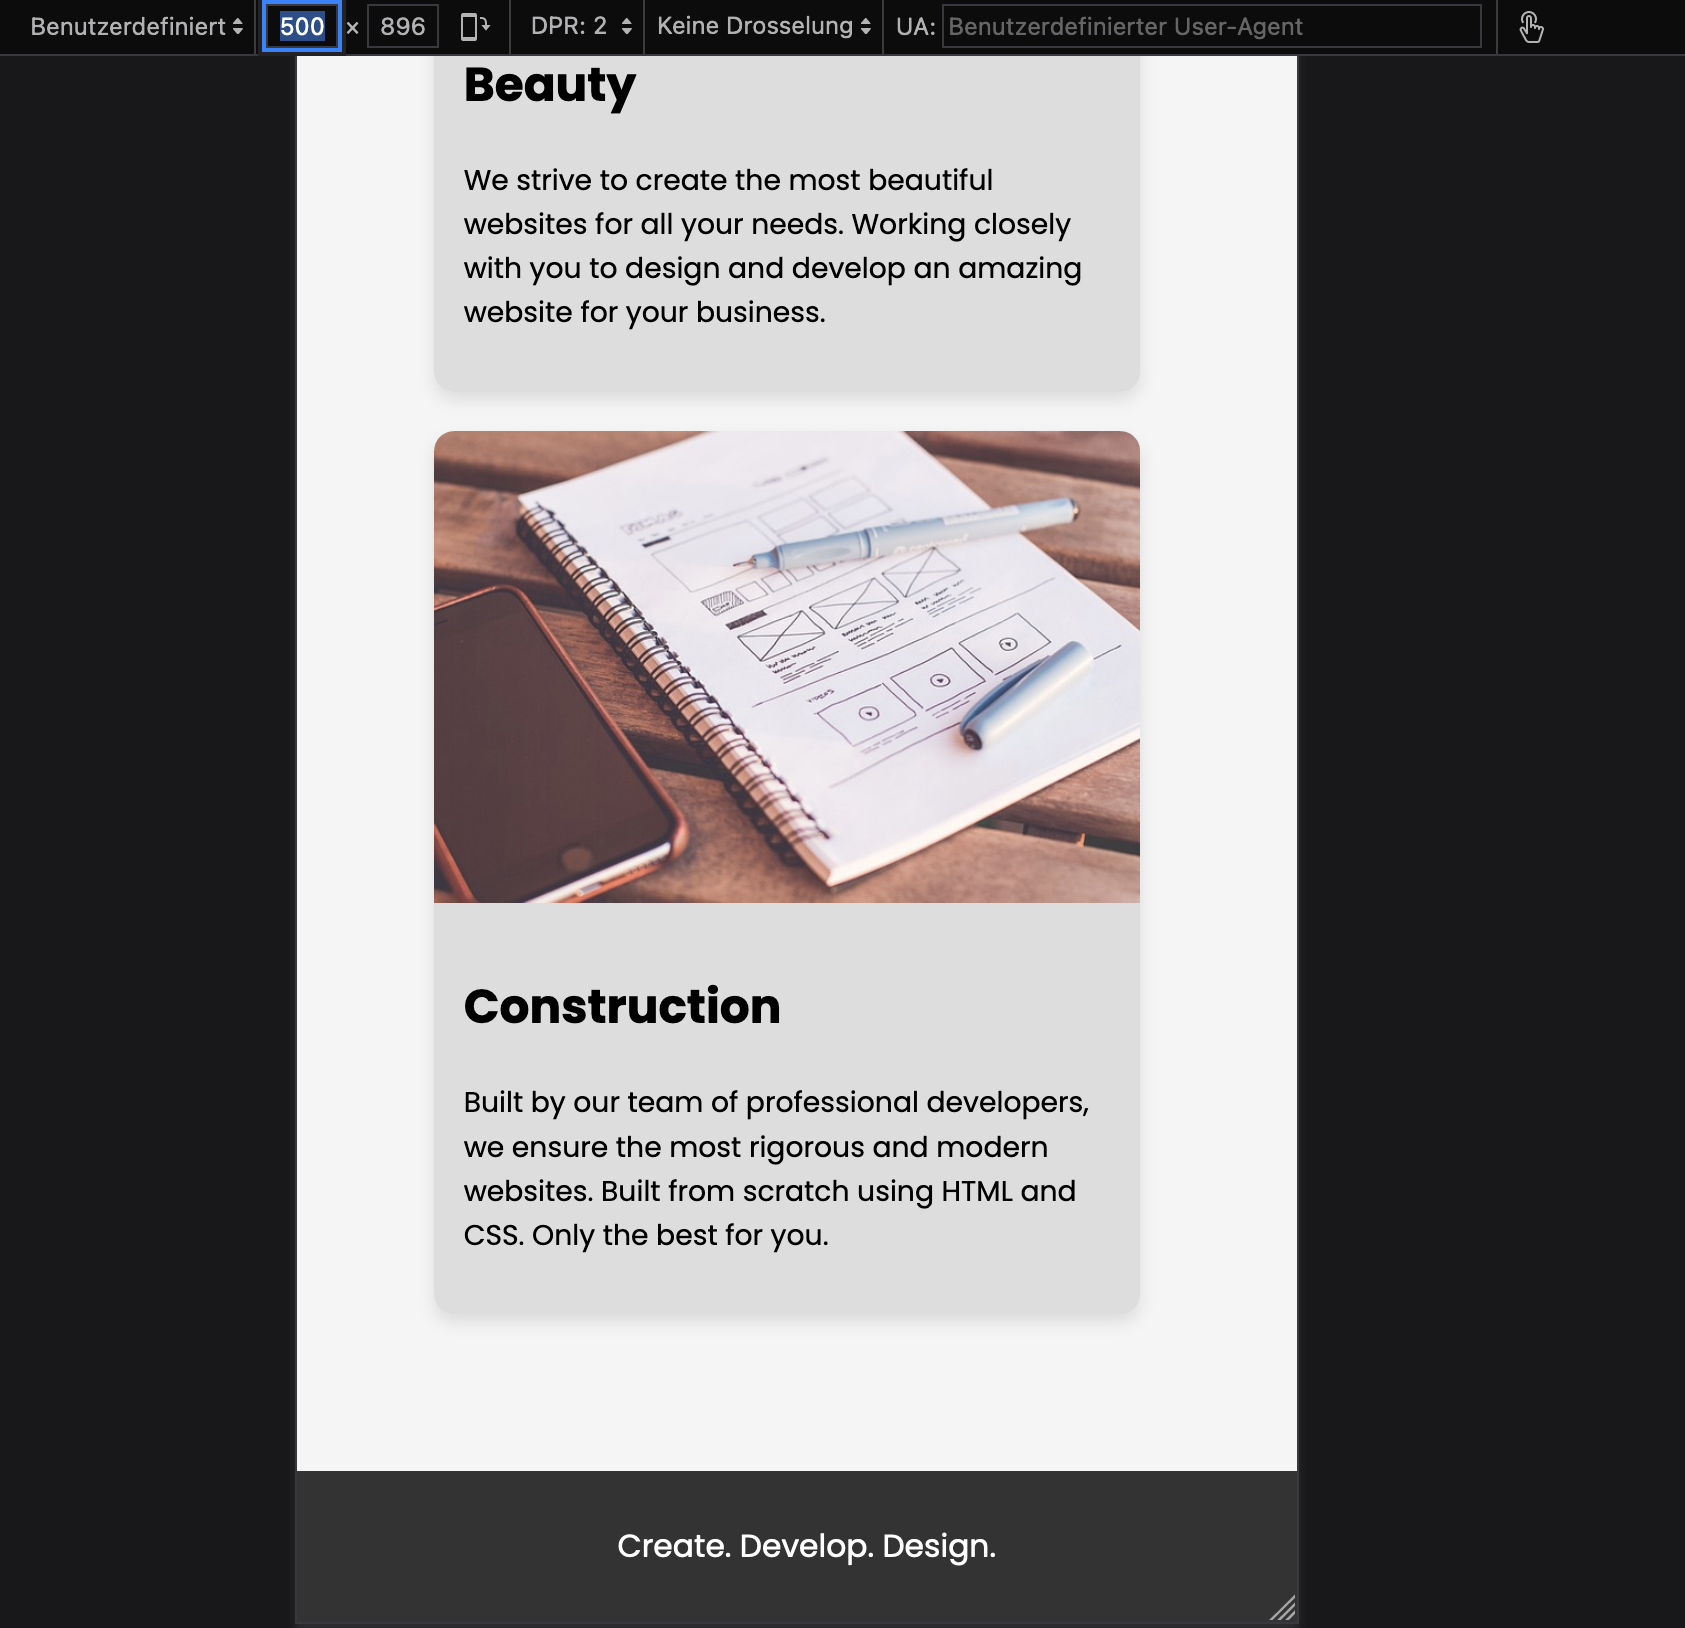 Benutzerdefiniert 500 × 896 DPR: 2 Keine Drosselung UA: Benutzerdefinierter User-Agent
Beauty
We strive to create the most beautiful
websites for all your needs. Working closely
with you to design and develop an amazing
website for your business.
Construction
Built by our team of professional developers,
we ensure the most rigorous and modern
websites. Built from scratch using HTML and
CSS. Only the best for you.
Create. Develop. Design.